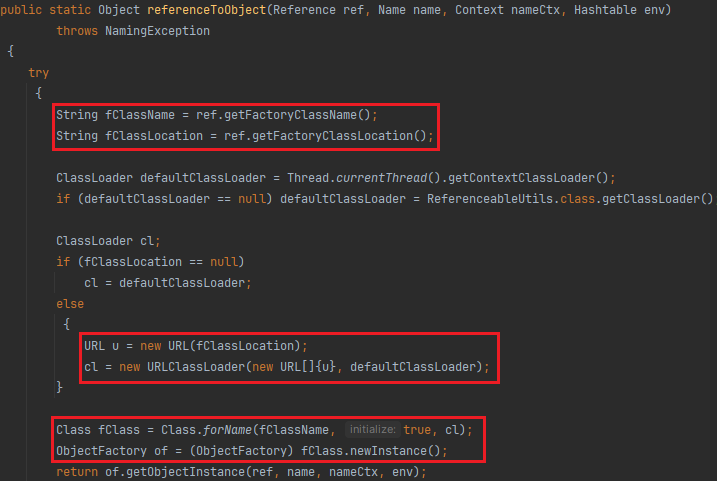 public static Object referenceToObject(Reference ref, Name name, Context nameCtx, Hashtable env)
throws NamingException
{
try
{
String fClassName = ref.getFactoryClassName();
String fClassLocation = ref.getFactoryClassLocation();
ClassLoader defaultClassLoader = Thread.currentThread().getContextClassLoader();
if (defaultClassLoader == null) defaultClassLoader = ReferenceableUtils.class.getClassLoader()
ClassLoader cl;
if (fClassLocation == null)
cl = defaultClassLoader;
else
{
URL u = new URL(fClassLocation);
cl = new URLClassLoader(new URL[]{u}, defaultClassLoader);
}
Class fClass = Class.forName(fClassName, initialize: true, cl);
ObjectFactory of = (ObjectFactory) fClass.newInstance();
return of.getObjectInstance(ref, name, nameCtx, env);